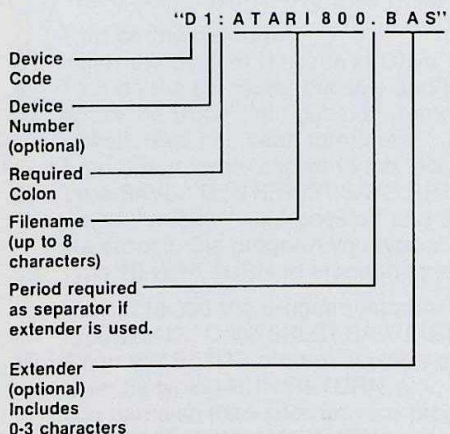 "D1:ATARI800.BAS"
Device
Code
Device
Number
(optional)
Required
Colon
Filename
(up to 8
characters)
Period required
as separator if
extender is used.
Extender
(optional)
Includes
0-3 characters